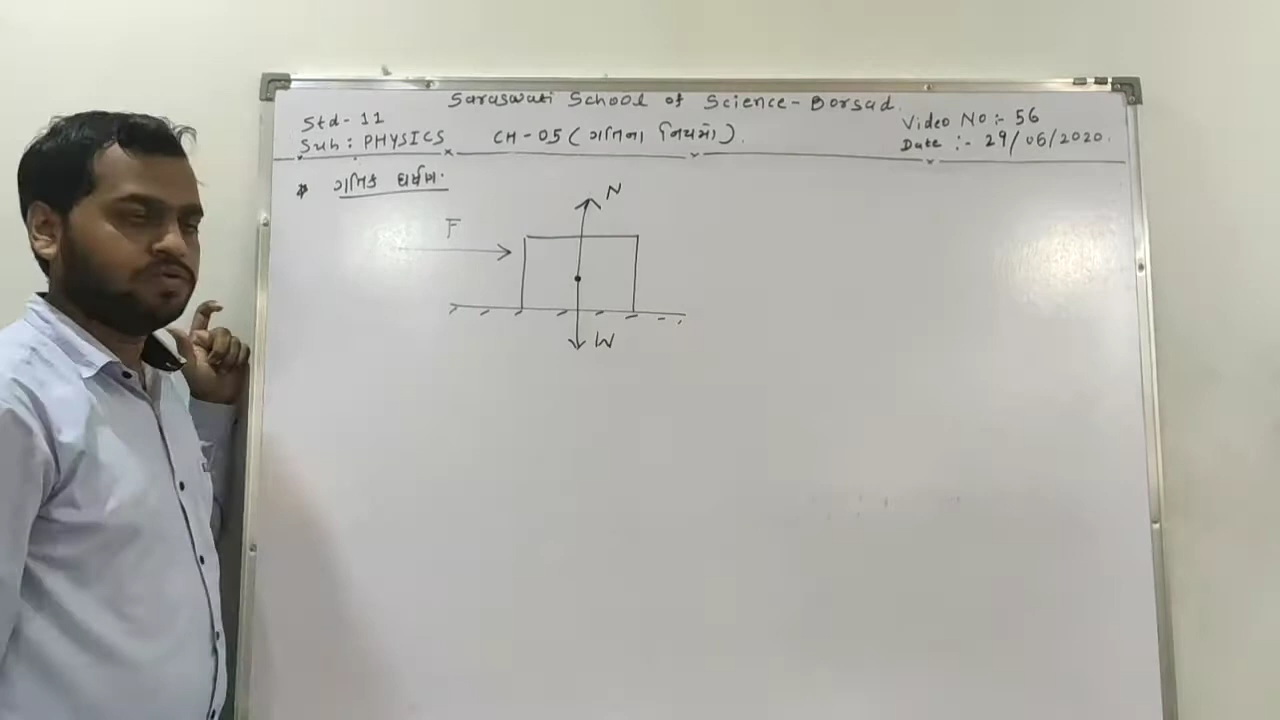 Saraswati School of Science - Borsad.
Std - 11
Sub : PHYSICS
CH - 05 ( ગતિના નિયમો ).
Video No :- 56
Date :- 29/06/2020.
* ગતિક ઘર્ષણ.
N
F
W